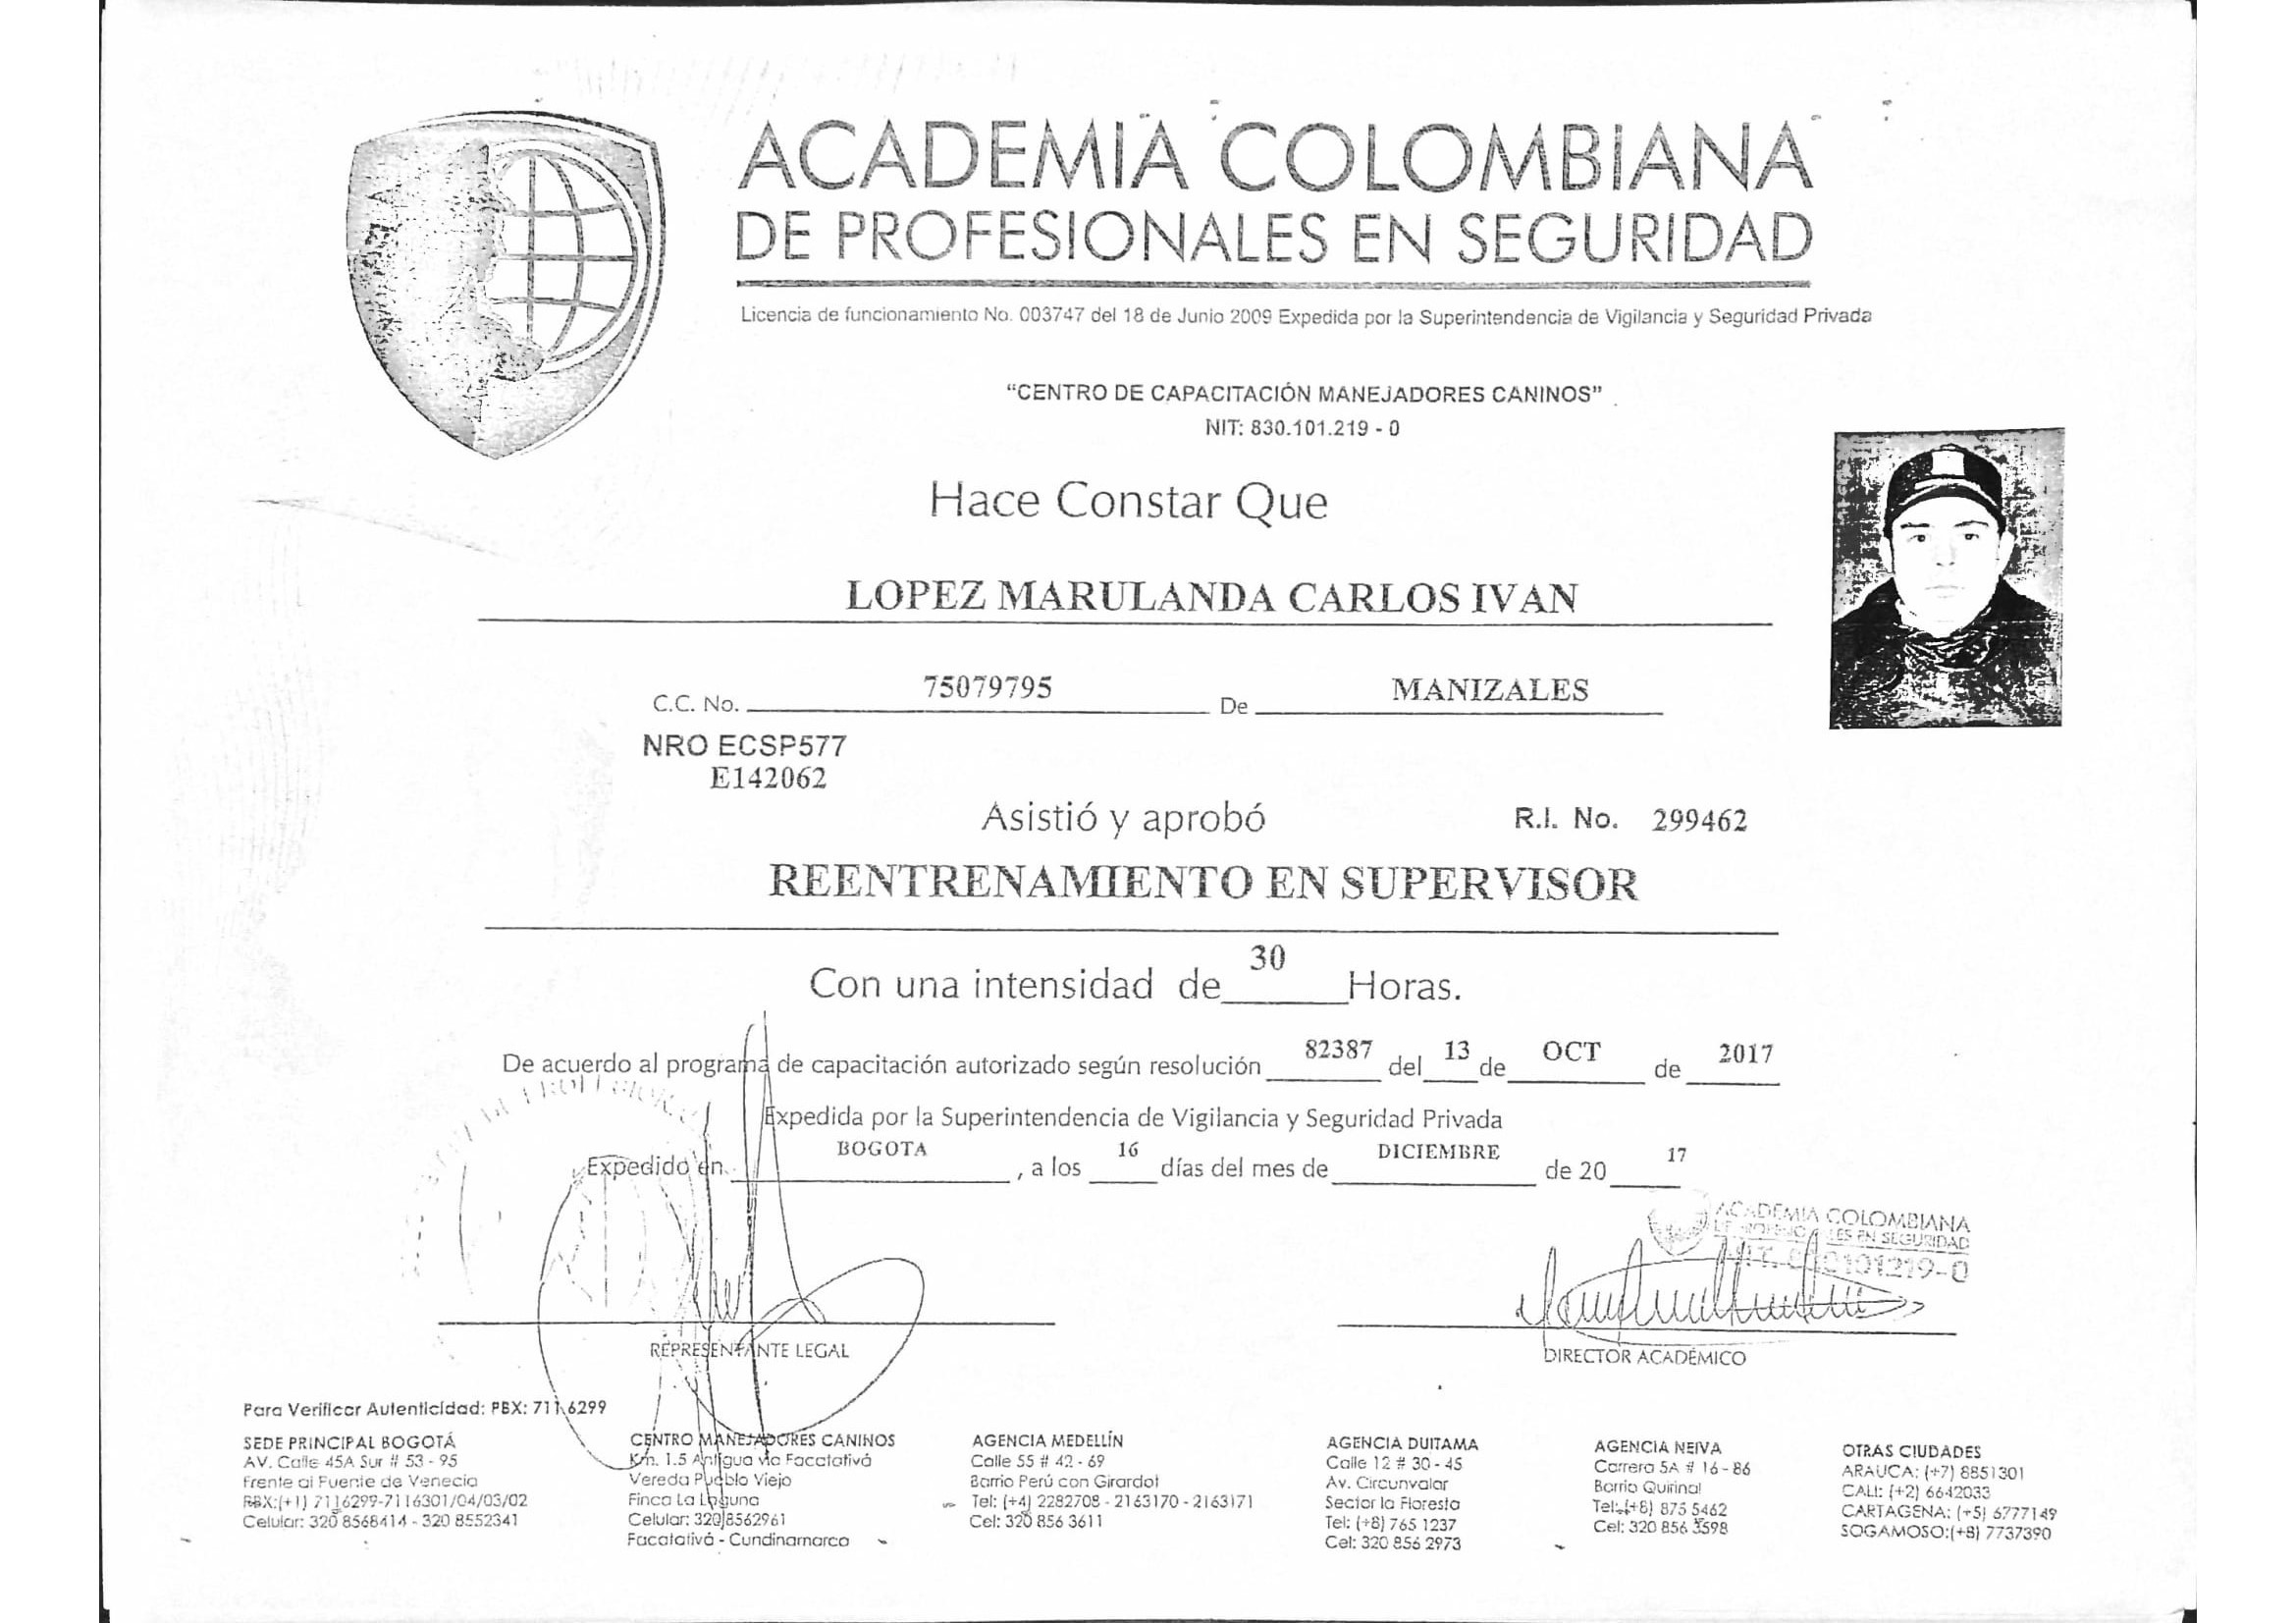 ACADEMIA COLOMBIANA
DE PROFESIONALES EN SEGURIDAD
Licencia de funcionamiento No. 003747 del 18 de Junio 2009 Expedida por la Superintendencia de Vigilancia y Seguridad Privada
“CENTRO DE CAPACITACIÓN MANEJADORES CANINOS”
NIT: 830.101.219 - 0
Hace Constar Que
LOPEZ MARULANDA CARLOS IVAN
C.C. No. 75079795 De MANIZALES
NRO ECSP577
E142062
Asistió y aprobó R.I. No. 299462
REENTRENAMIENTO EN SUPERVISOR
Con una intensidad de 30 Horas.
De acuerdo al programa de capacitación autorizado según resolución 82387 del 13 de OCT de 2017
Expedida por la Superintendencia de Vigilancia y Seguridad Privada
Expedido en BOGOTA, a los 16 días del mes de DICIEMBRE de 20 17
ACADEMIA COLOMBIANA
EN SEGURIDAD
REPRESENTANTE LEGAL
DIRECTOR ACADÉMICO
Para Verificar Autenticidad: PBX: 711 6299
SEDE PRINCIPAL BOGOTÁ
AV. Calle 45A Sur # 53 - 95
Frente al Puente de Venecia
PBX:(+1) 7116299-7116301/04/03/02
Celular: 320 8568414 - 320 8552341
CENTRO MANEJADORES CANINOS
Km. 1.5 Antigua vía Facatativá
Vereda Pueblo Viejo
Finca La Laguna
Celular: 320 8562961
Facatativá - Cundinamarca
AGENCIA MEDELLÍN
Calle 55 # 42 - 69
Barrio Perú con Girardot
Tel: (+4) 2282708 - 2163170 - 2163171
Cel: 320 856 3611
AGENCIA DUITAMA
Calle 12 # 30 - 45
Av. Circunvalar
Sector la Floresta
Tel: (+8) 765 1237
Cel: 320 856 2973
AGENCIA NEIVA
Carrera 5A # 16 - 86
Barrio Quirinal
Tel:(+8) 875 5462
Cel: 320 856 3598
OTRAS CIUDADES
ARAUCA: (+7) 8851301
CALI: (+2) 6642033
CARTAGENA: (+5) 6777149
SOGAMOSO:(+8) 7737390